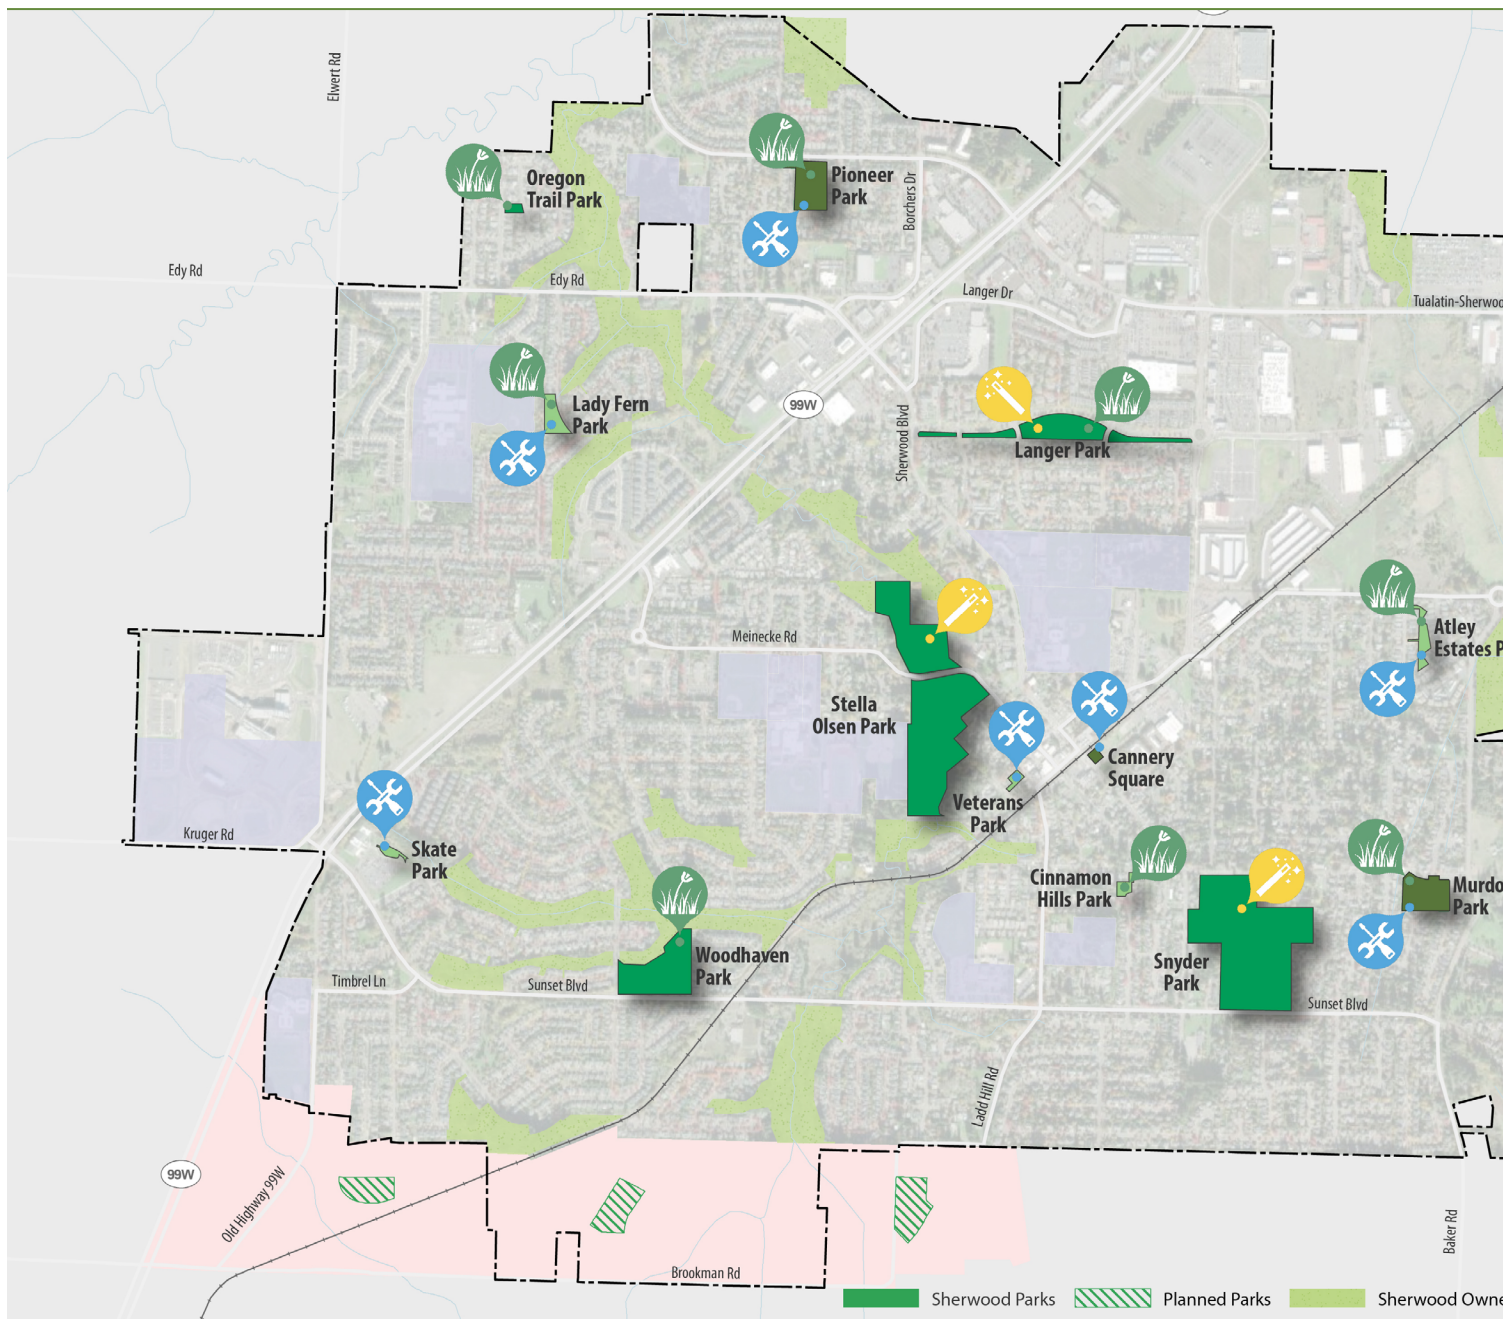 Elwert Rd
Oregon
Trail Park
Pioneer
Park
Borchers Dr
Edy Rd
Edy Rd
Langer Dr
Tualatin-Sherwoo
Lady Fern
Park
99W
Sherwood Blvd
Langer Park
Meinecke Rd
Atley
Estates P
Stella
Olsen Park
Cannery
Square
Veterans
Park
Kruger Rd
Skate
Park
Cinnamon
Hills Park
Murdo
Park
Woodhaven
Park
Snyder
Park
Timbrel Ln
Sunset Blvd
Sunset Blvd
Ladd Hill Rd
99W
Old Highway 99W
Baker Rd
Brookman Rd
Sherwood Parks
Planned Parks
Sherwood Owne